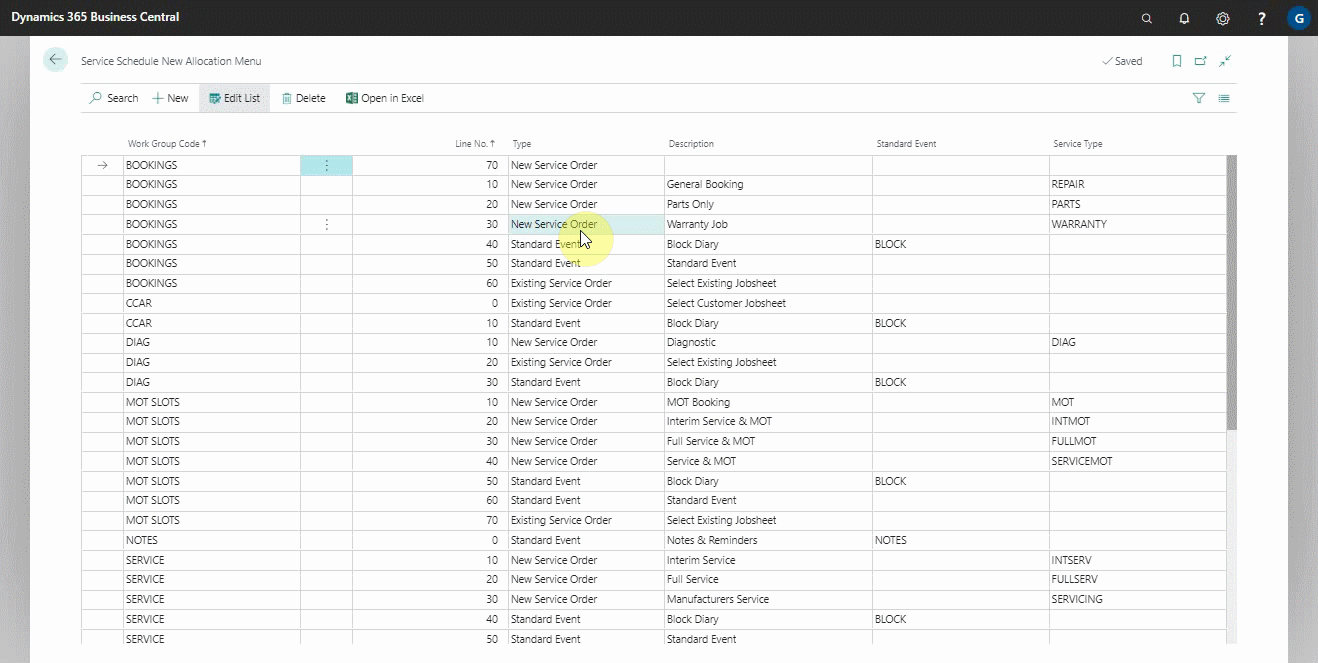 Dynamics 365 Business Central
? G
Service Schedule New Allocation Menu Saved
Search New Edit List Delete Open in Excel
Work Group Code ↑ Line No. ↑ Type Description Standard Event Service Type
BOOKINGS 70 New Service Order
BOOKINGS 10 New Service Order General Booking REPAIR
BOOKINGS 20 New Service Order Parts Only PARTS
BOOKINGS 30 New Service Order Warranty Job WARRANTY
BOOKINGS 40 Standard Event Block Diary BLOCK
BOOKINGS 50 Standard Event Standard Event
BOOKINGS 60 Existing Service Order Select Existing Jobsheet
CCAR 0 Existing Service Order Select Customer Jobsheet
CCAR 10 Standard Event Block Diary BLOCK
DIAG 10 New Service Order Diagnostic DIAG
DIAG 20 Existing Service Order Select Existing Jobsheet
DIAG 30 Standard Event Block Diary BLOCK
MOT SLOTS 10 New Service Order MOT Booking MOT
MOT SLOTS 20 New Service Order Interim Service & MOT INTMOT
MOT SLOTS 30 New Service Order Full Service & MOT FULLMOT
MOT SLOTS 40 New Service Order Service & MOT SERVICEMOT
MOT SLOTS 50 Standard Event Block Diary BLOCK
MOT SLOTS 60 Standard Event Standard Event
MOT SLOTS 70 Existing Service Order Select Existing Jobsheet
NOTES 0 Standard Event Notes & Reminders NOTES
SERVICE 10 New Service Order Interim Service INTSERV
SERVICE 20 New Service Order Full Service FULLSERV
SERVICE 30 New Service Order Manufacturers Service SERVICING
SERVICE 40 Standard Event Block Diary BLOCK
SERVICE 50 Standard Event Standard Event